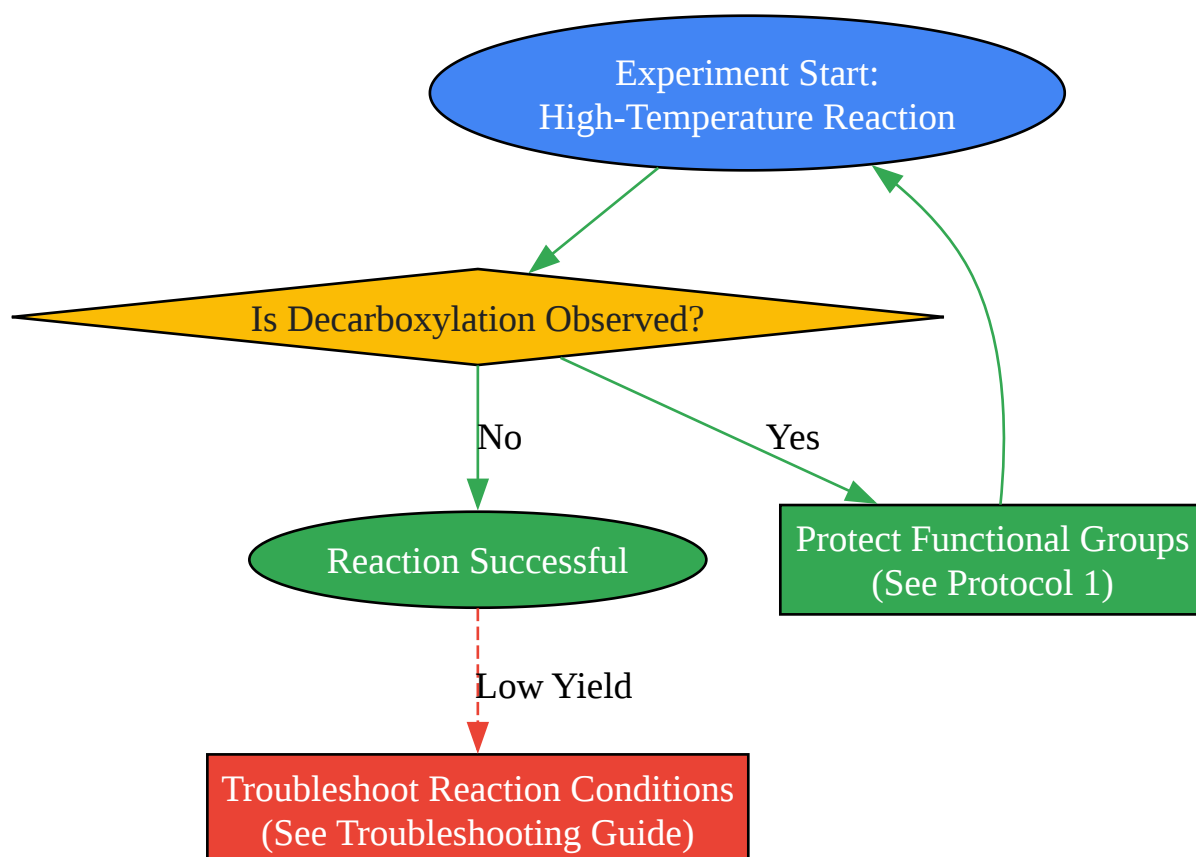 Experiment Start:
High-Temperature Reaction
Is Decarboxylation Observed?
No
Yes
Reaction Successful
Protect Functional Groups
(See Protocol 1)
Low Yield
Troubleshoot Reaction Conditions
(See Troubleshooting Guide)